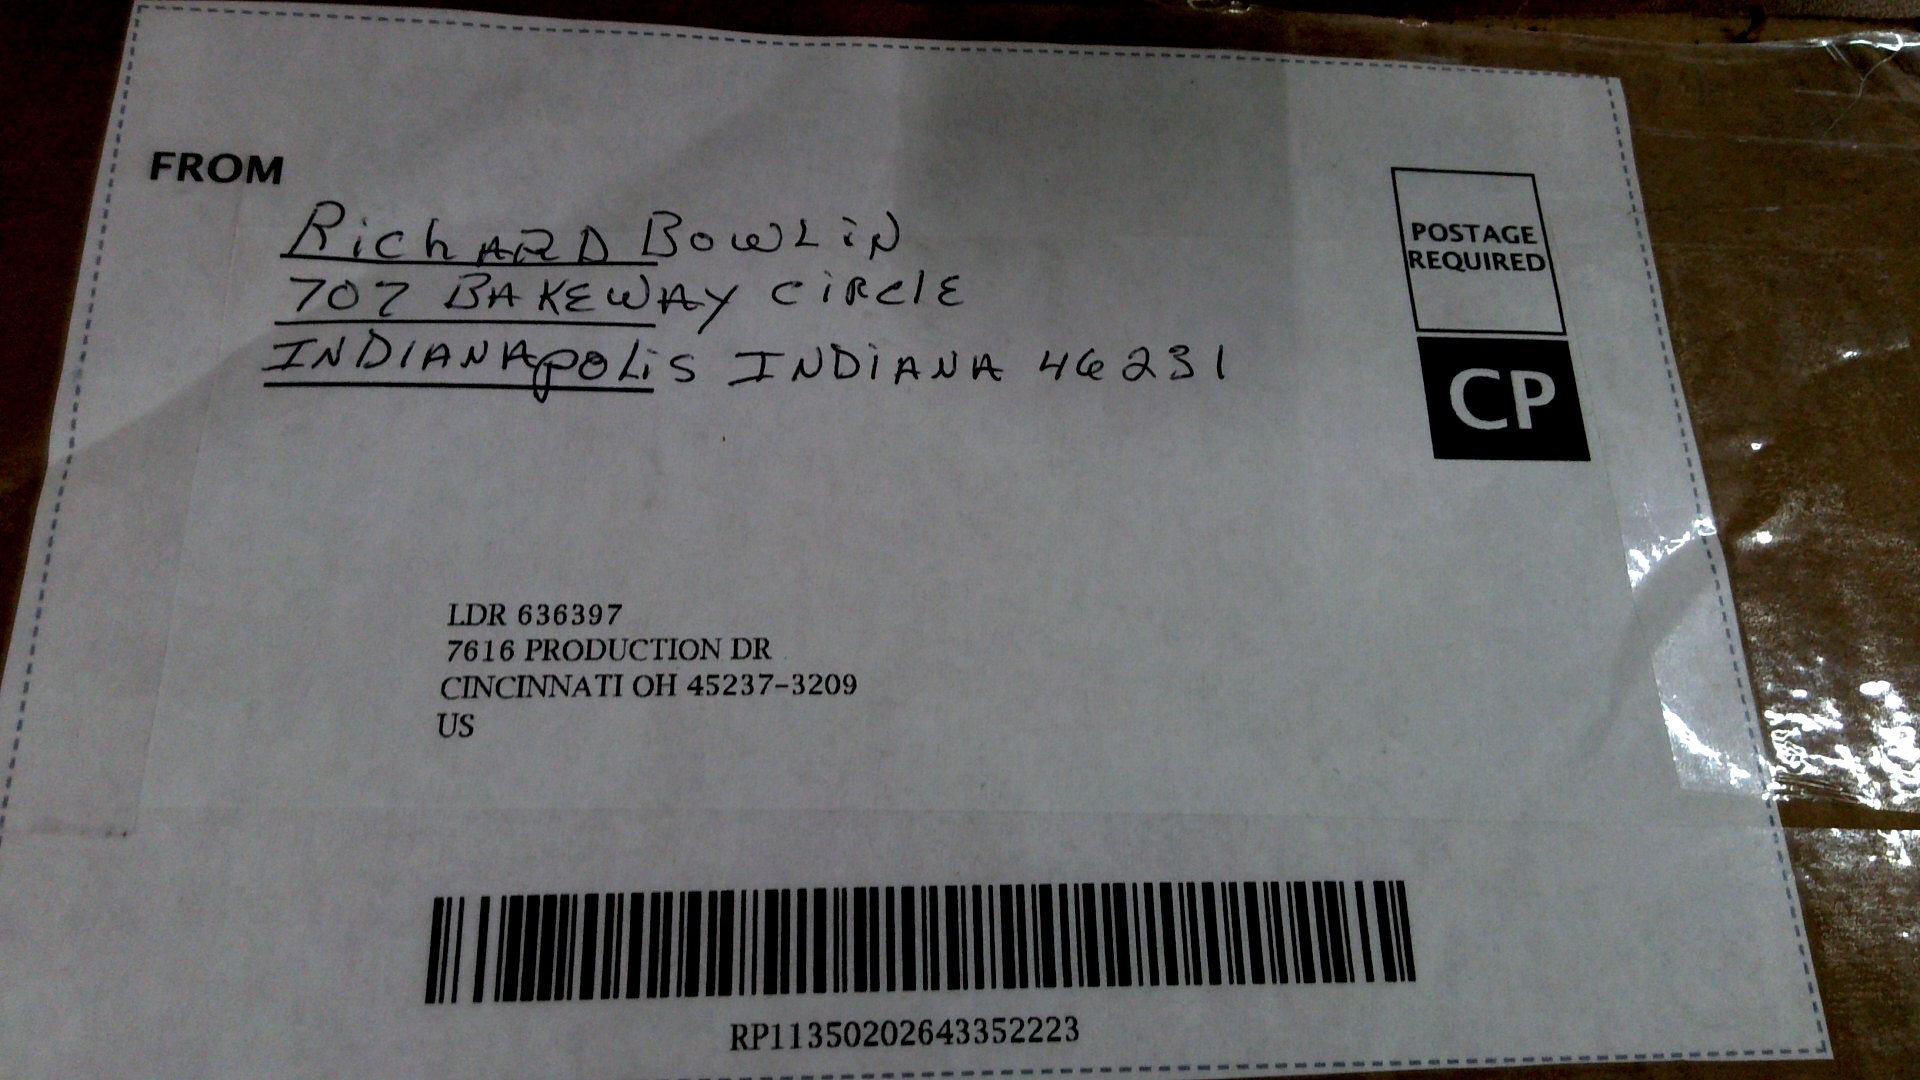 FROM
RichARD BowLiN
707 BAKEWAY CiRclE
INDIANApoLiS INDiANA 46231
POSTAGE
REQUIRED
CP
LDR 636397
7616 PRODUCTION DR
CINCINNATI OH 45237-3209
US
RP11350202643352223